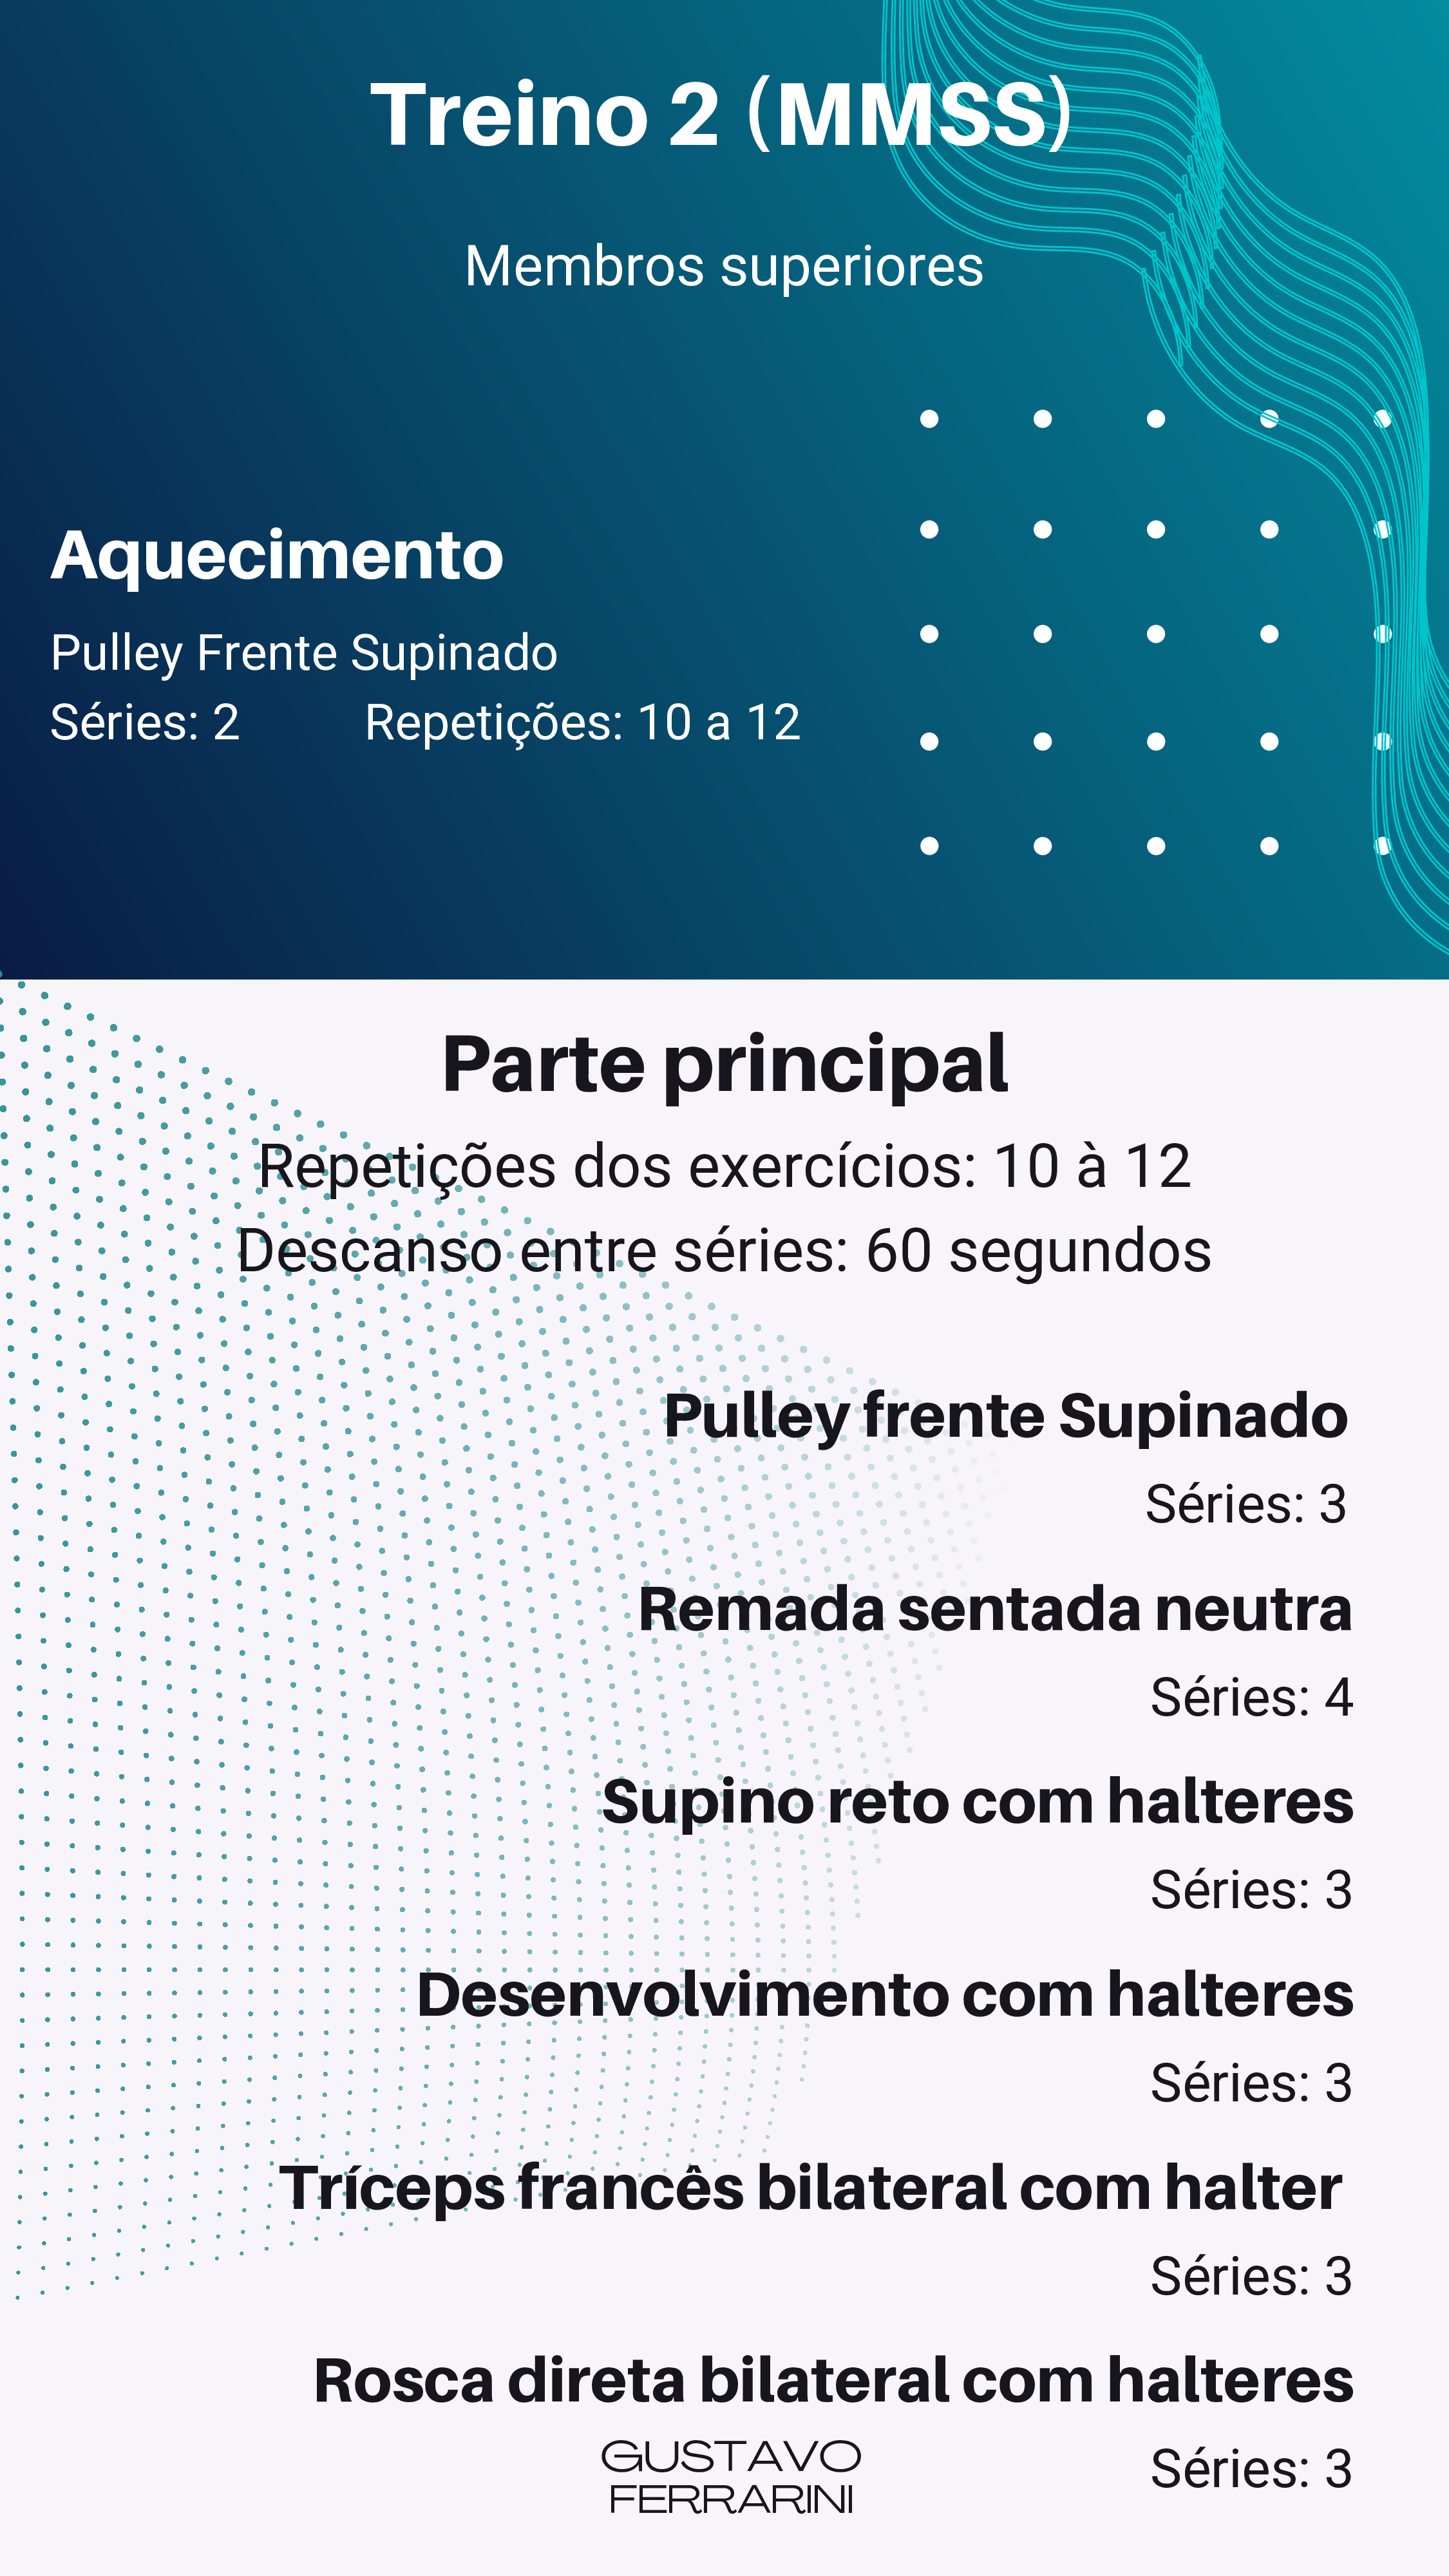 Treino 2 (MMSS)
Membros superiores
Aquecimento
Pulley Frente Supinado
Séries: 2 Repetições: 10 a 12
Parte principal
Repetições dos exercícios: 10 à 12
Descanso entre séries: 60 segundos
Pulley frente Supinado
Séries: 3
Remada sentada neutra
Séries: 4
Supino reto com halteres
Séries: 3
Desenvolvimento com halteres
Séries: 3
Tríceps francês bilateral com halter
Séries: 3
Rosca direta bilateral com halteres
Séries: 3
GUSTAVO
FERRARINI